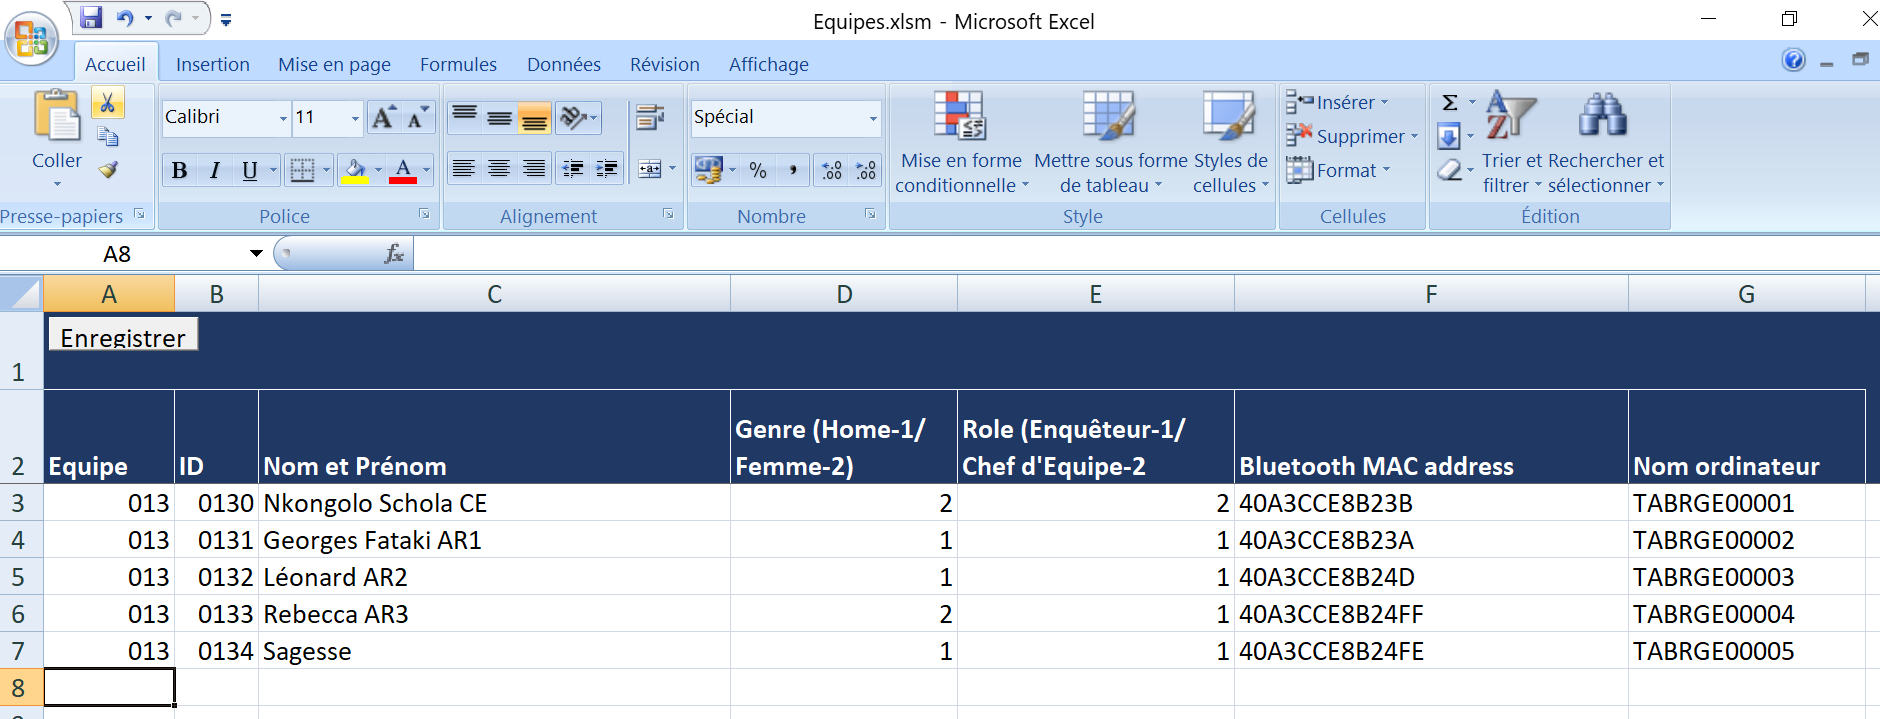 Equipes.xlsm - Microsoft Excel
Accueil Insertion Mise en page Formules Données Révision Affichage
Calibri 11 Spécial
Coller
Mise en forme conditionnelle
Mettre sous forme de tableau
Styles de cellules
Insérer
Supprimer
Format
Σ
Trier et filtrer
Rechercher et sélectionner
Presse-papiers Police Alignement Nombre Style Cellules Édition
A8 fx
A B C D E F G
Enregistrer
1
Genre (Home-1/ Role (Enquêteur-1/
2 Equipe ID Nom et Prénom Femme-2) Chef d'Equipe-2 Bluetooth MAC address Nom ordinateur
3 013 0130 Nkongolo Schola CE 2 2 40A3CCE8B23B TABRGE00001
4 013 0131 Georges Fataki AR1 1 1 40A3CCE8B23A TABRGE00002
5 013 0132 Léonard AR2 1 1 40A3CCE8B24D TABRGE00003
6 013 0133 Rebecca AR3 2 1 40A3CCE8B24FF TABRGE00004
7 013 0134 Sagesse 1 1 40A3CCE8B24FE TABRGE00005
8